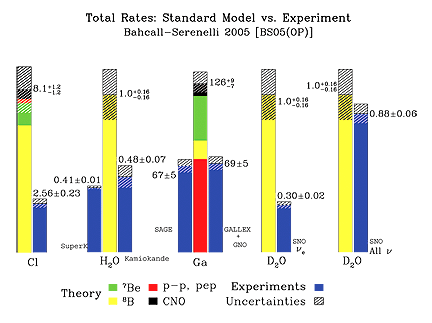 Total Rates: Standard Model vs. Experiment
Bahcall-Serenelli 2005 [BS05(OP)]
8.1+1.2-1.2
2.56±0.23
Cl
0.41±0.01
SuperK
1.0+0.16-0.16
0.48±0.07
H2O
Kamiokande
67±5
SAGE
126+9-7
69±5
GALLEX
+
GNO
Ga
1.0+0.16-0.16
0.30±0.02
SNO
νe
D2O
1.0+0.16-0.16
0.88±0.06
SNO
All ν
D2O
Theory
7Be
p-p, pep
8B
CNO
Experiments
Uncertainties